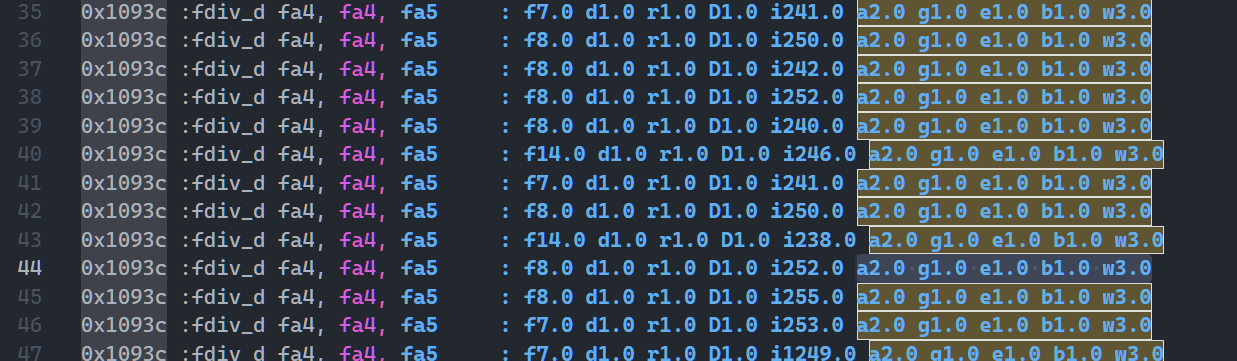 35 0x1093c :fdiv_d fa4, fa4, fa5 : f7.0 d1.0 r1.0 D1.0 i241.0 a2.0 g1.0 e1.0 b1.0 w3.0
36 0x1093c :fdiv_d fa4, fa4, fa5 : f8.0 d1.0 r1.0 D1.0 i250.0 a2.0 g1.0 e1.0 b1.0 w3.0
37 0x1093c :fdiv_d fa4, fa4, fa5 : f8.0 d1.0 r1.0 D1.0 i242.0 a2.0 g1.0 e1.0 b1.0 w3.0
38 0x1093c :fdiv_d fa4, fa4, fa5 : f8.0 d1.0 r1.0 D1.0 i252.0 a2.0 g1.0 e1.0 b1.0 w3.0
39 0x1093c :fdiv_d fa4, fa4, fa5 : f8.0 d1.0 r1.0 D1.0 i240.0 a2.0 g1.0 e1.0 b1.0 w3.0
40 0x1093c :fdiv_d fa4, fa4, fa5 : f14.0 d1.0 r1.0 D1.0 i246.0 a2.0 g1.0 e1.0 b1.0 w3.0
41 0x1093c :fdiv_d fa4, fa4, fa5 : f7.0 d1.0 r1.0 D1.0 i241.0 a2.0 g1.0 e1.0 b1.0 w3.0
42 0x1093c :fdiv_d fa4, fa4, fa5 : f8.0 d1.0 r1.0 D1.0 i250.0 a2.0 g1.0 e1.0 b1.0 w3.0
43 0x1093c :fdiv_d fa4, fa4, fa5 : f14.0 d1.0 r1.0 D1.0 i238.0 a2.0 g1.0 e1.0 b1.0 w3.0
44 0x1093c :fdiv_d fa4, fa4, fa5 : f8.0 d1.0 r1.0 D1.0 i252.0 a2.0 g1.0 e1.0 b1.0 w3.0
45 0x1093c :fdiv_d fa4, fa4, fa5 : f8.0 d1.0 r1.0 D1.0 i255.0 a2.0 g1.0 e1.0 b1.0 w3.0
46 0x1093c :fdiv_d fa4, fa4, fa5 : f7.0 d1.0 r1.0 D1.0 i253.0 a2.0 g1.0 e1.0 b1.0 w3.0
47 0x1093c :fdiv_d fa4, fa4, fa5 : f7.0 d1.0 r1.0 D1.0 i1249.0 a2.0 g1.0 e1.0 b1.0 w3.0